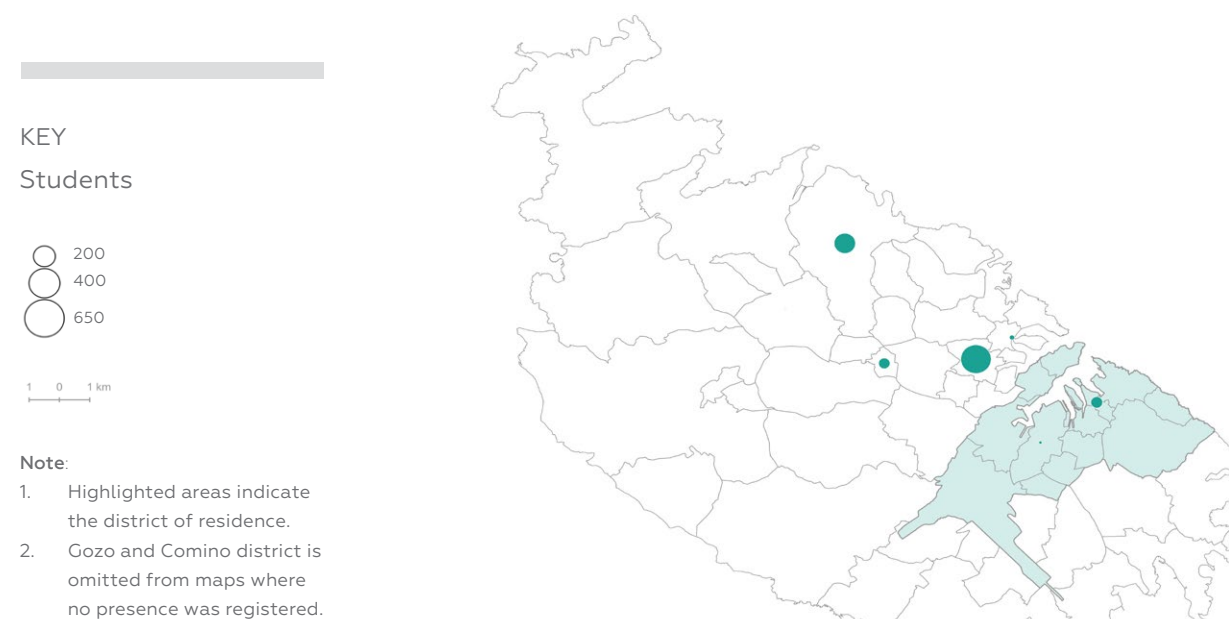 KEY
Students
200
400
650
1 0 1 km
Note:
1. Highlighted areas indicate
the district of residence.
2. Gozo and Comino district is
omitted from maps where
no presence was registered.